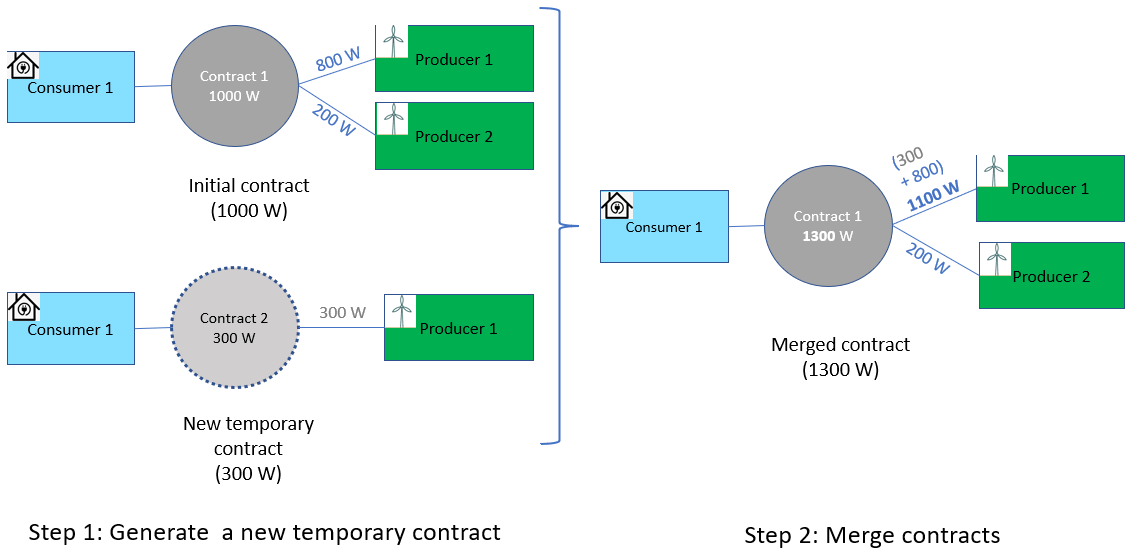 Consumer 1
Contract 1
1000 W
800 W
200 W
Producer 1
Producer 2
Initial contract
(1000 W)
Consumer 1
Contract 2
300 W
300 W
Producer 1
New temporary
contract
(300 W)
Step 1: Generate  a new temporary contract
Consumer 1
Contract 1
1300 W
(300
+ 800)
1100 W
200 W
Producer 1
Producer 2
Merged contract
(1300 W)
Step 2: Merge contracts